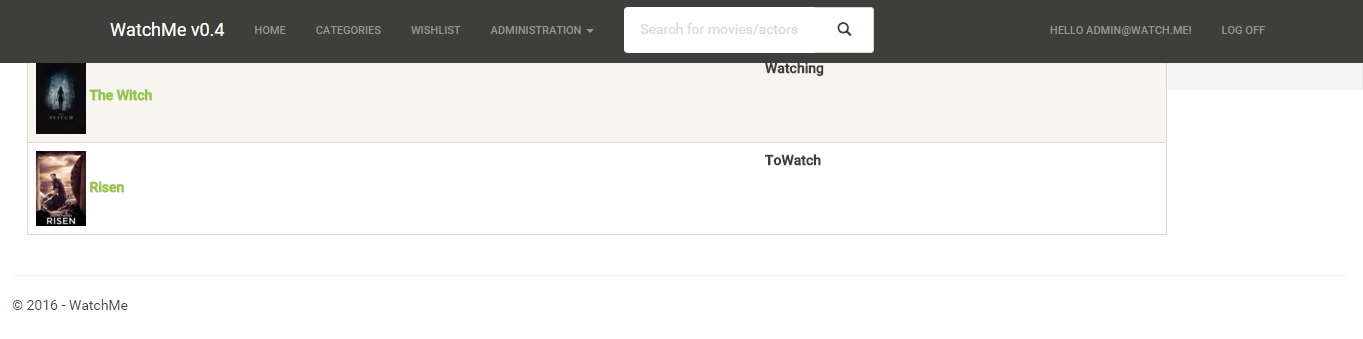 WatchMe v0.4 HOME CATEGORIES WISHLIST ADMINISTRATION Search for movies/actors HELLO ADMIN@WATCH.ME! LOG OFF
Watching
The Witch
ToWatch
Risen
RISEN
© 2016 - WatchMe